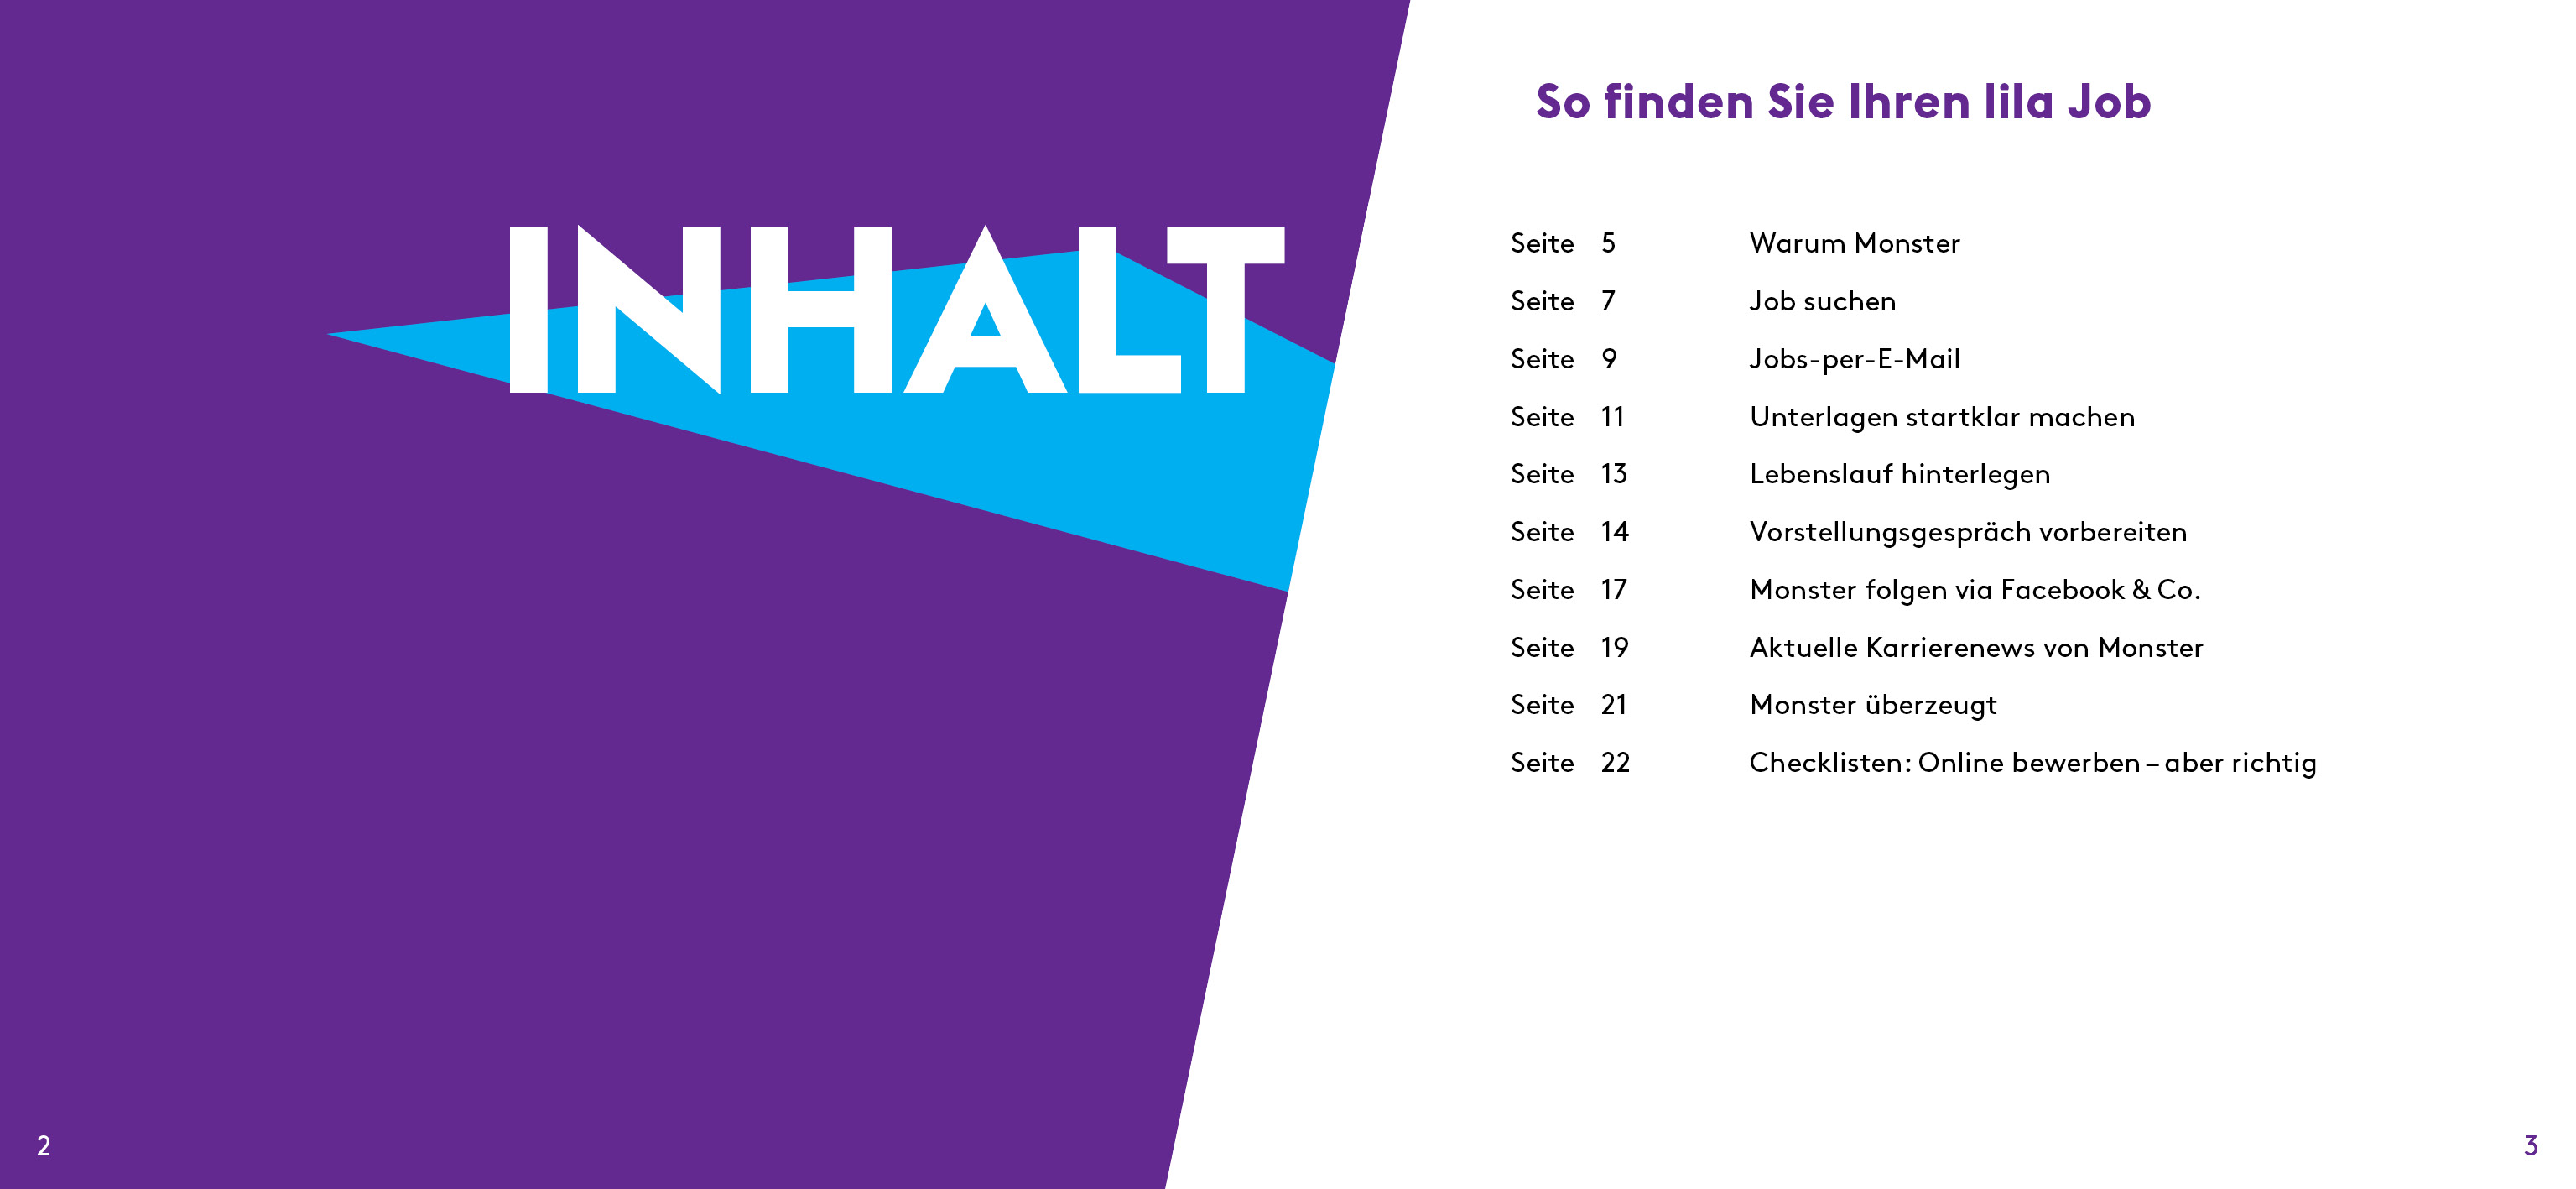 INHALT
2
So finden Sie Ihren lila Job
Seite 5 Warum Monster
Seite 7 Job suchen
Seite 9 Jobs-per-E-Mail
Seite 11 Unterlagen startklar machen
Seite 13 Lebenslauf hinterlegen
Seite 14 Vorstellungsgespräch vorbereiten
Seite 17 Monster folgen via Facebook & Co.
Seite 19 Aktuelle Karrierenews von Monster
Seite 21 Monster überzeugt
Seite 22 Checklisten: Online bewerben – aber richtig
3